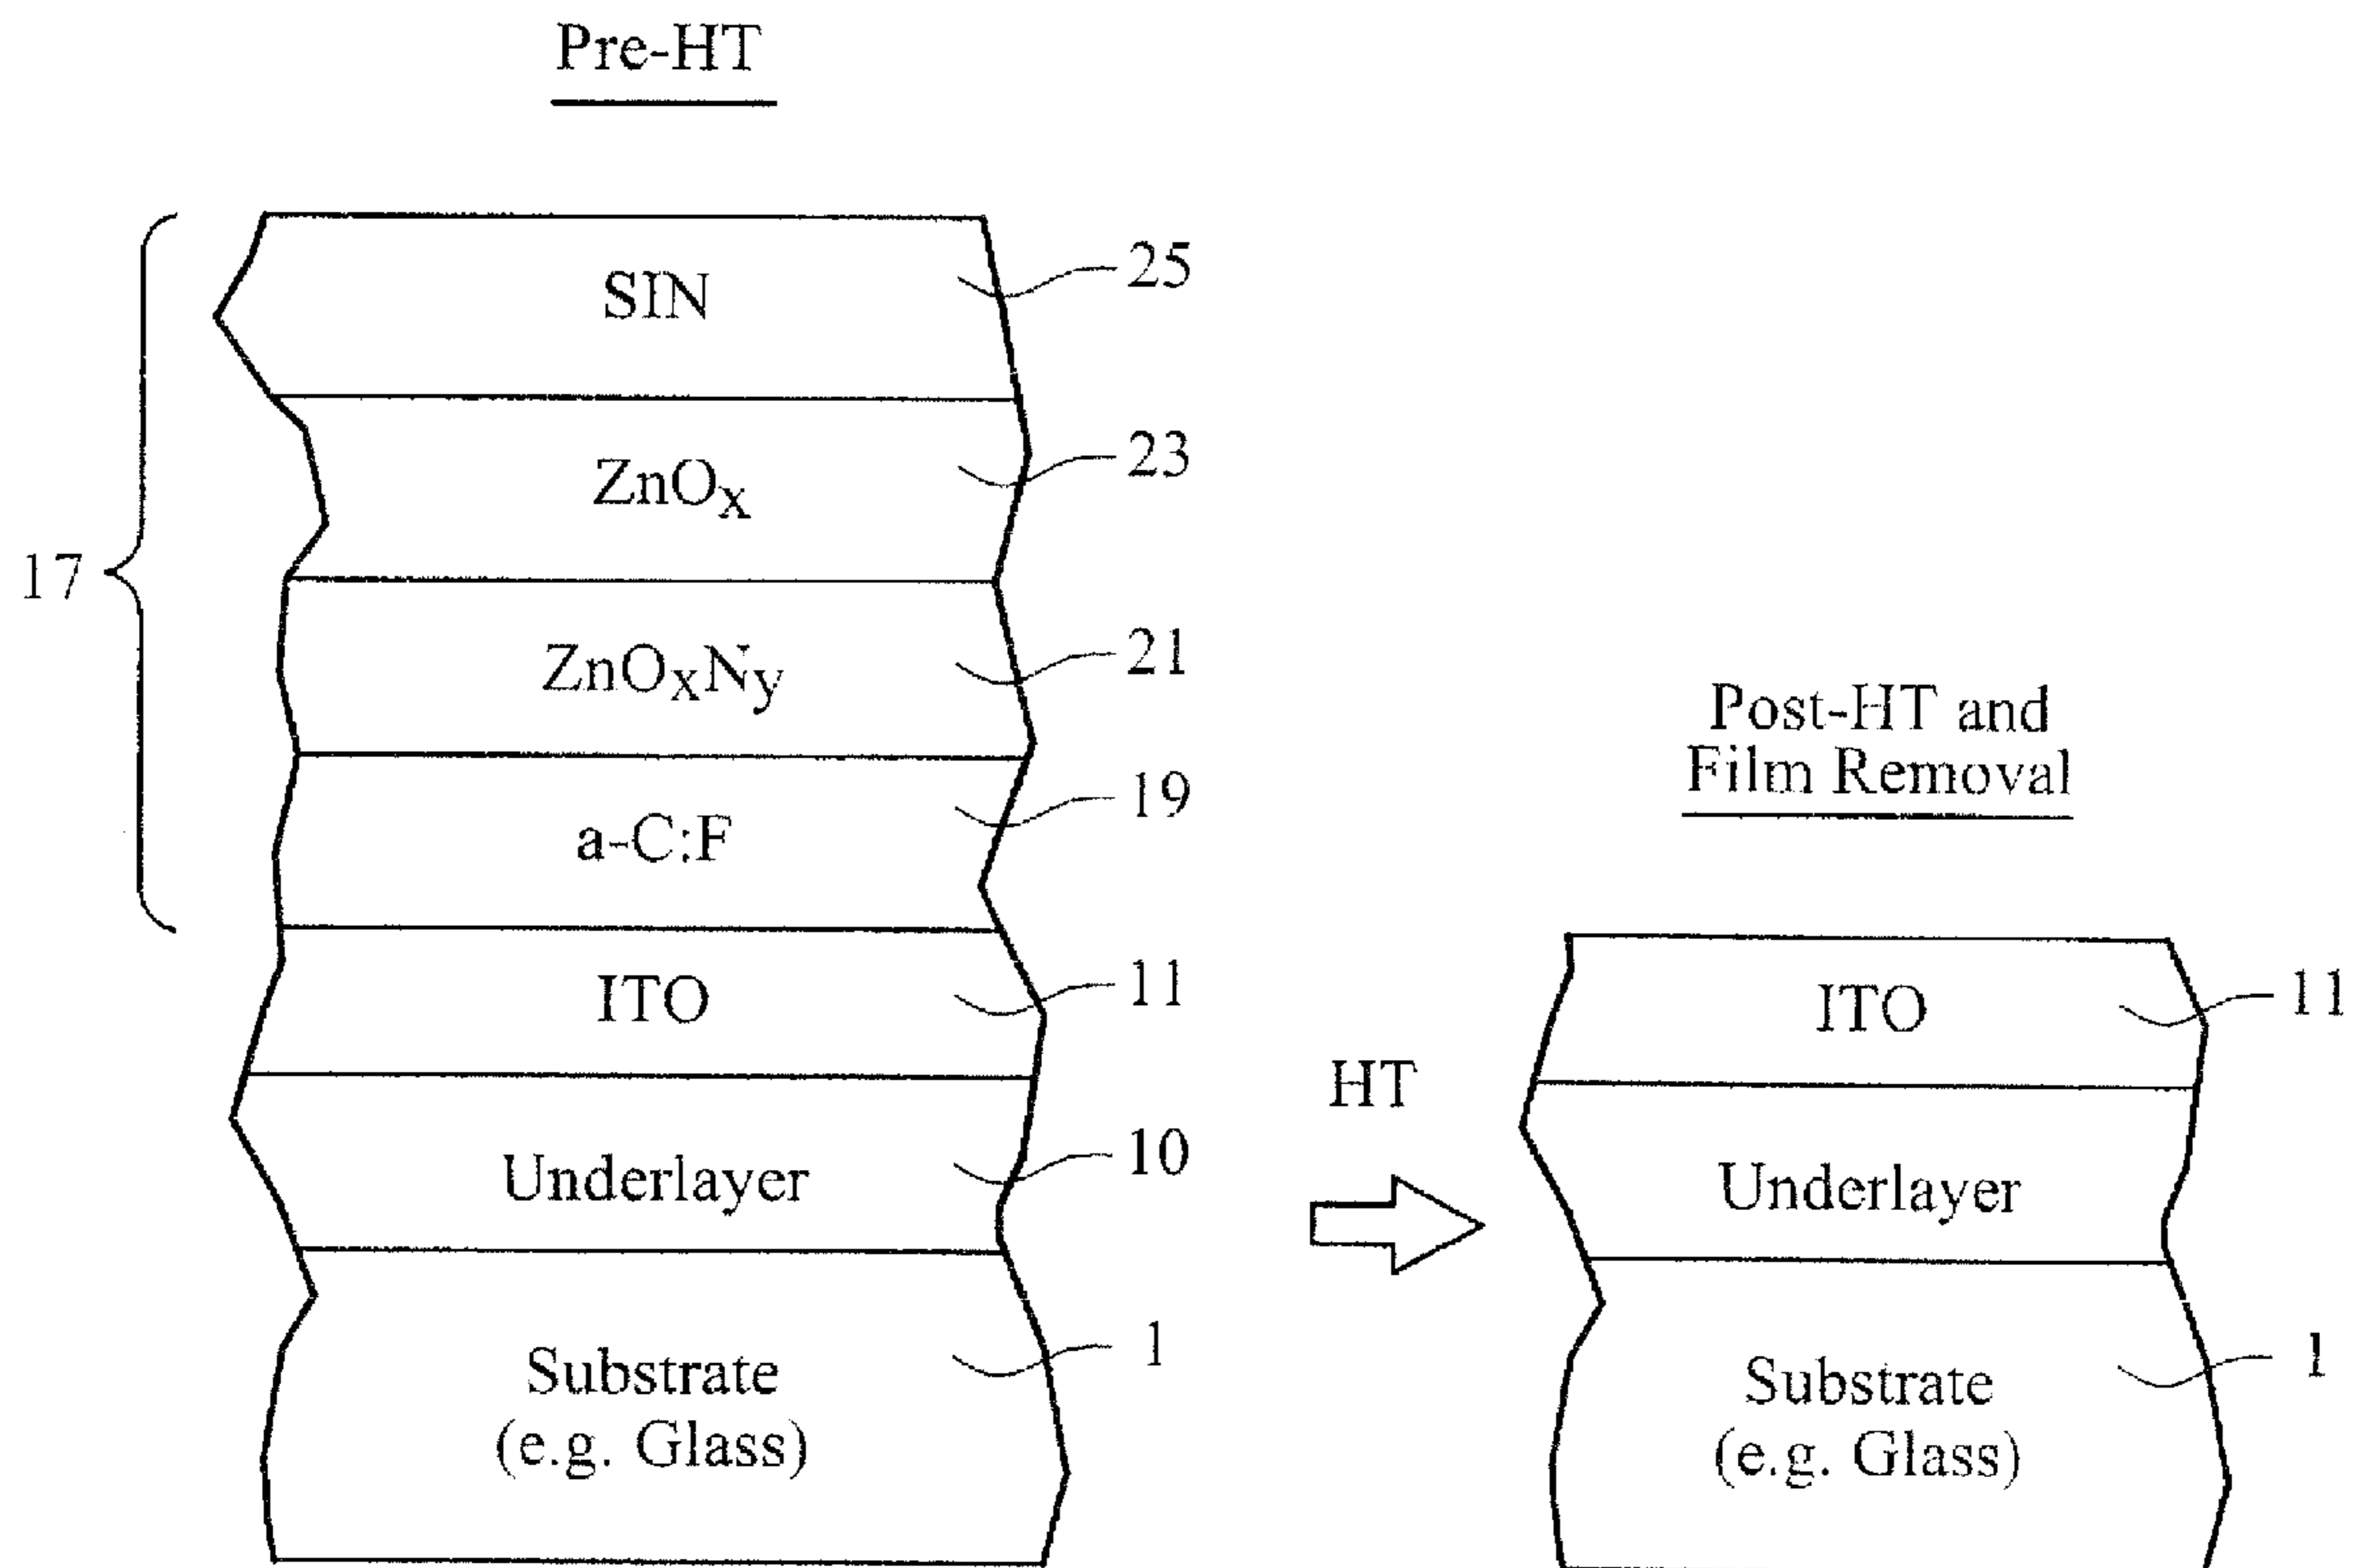 Pre-HT
SIN
25
ZnOx
23
17
ZnOxNy
21
a-C:F
19
ITO
11
Underlayer
10
Substrate
(e.g. Glass)
1
HT
Post-HT and
Film Removal
ITO
11
Underlayer
Substrate
(e.g. Glass)
1